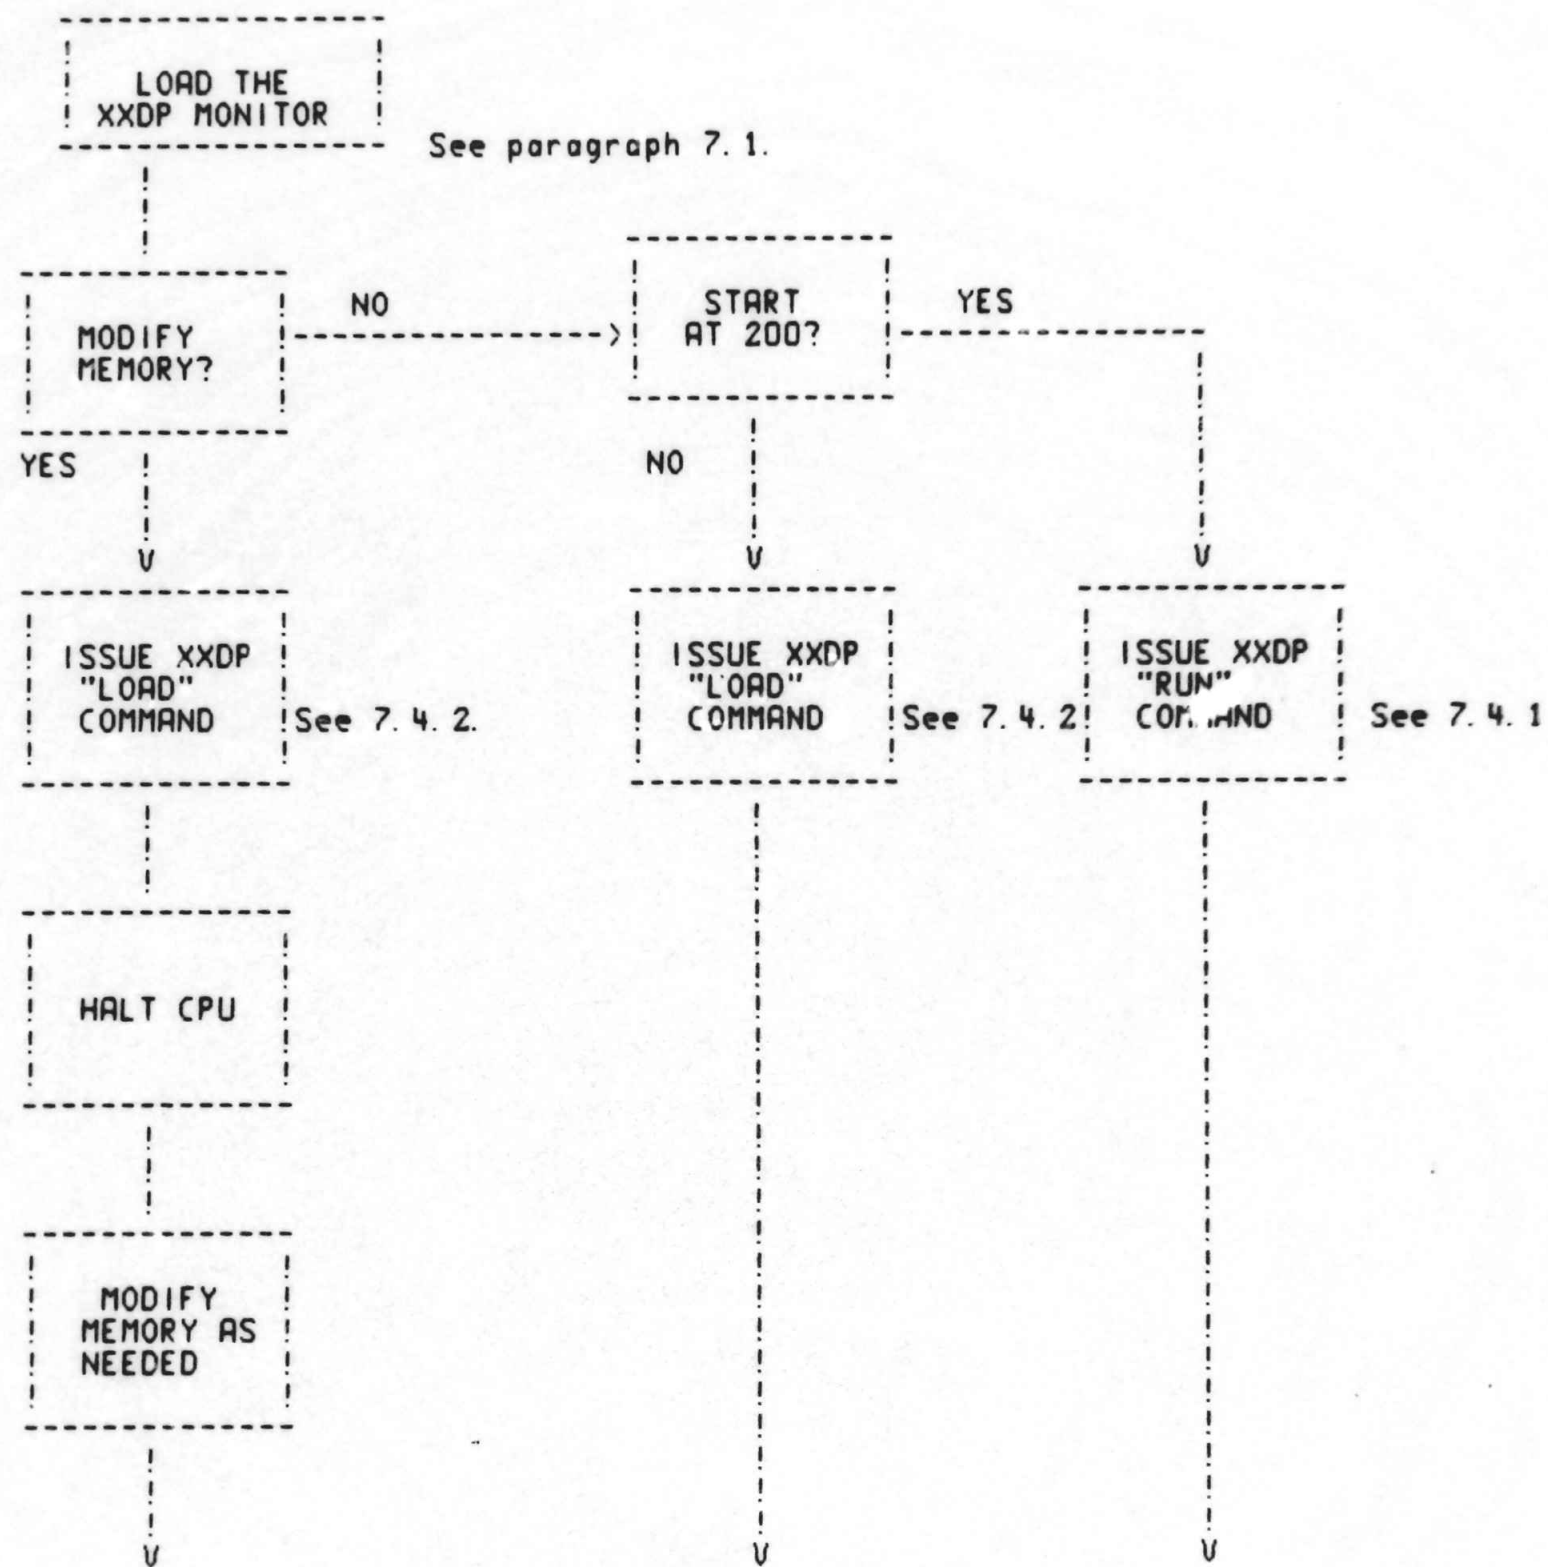 LOAD THE
XXDP MONITOR
See paragraph 7.1.
MODIFY
MEMORY?
NO
START
AT 200?
YES
YES
NO
ISSUE XXDP
"LOAD"
COMMAND
See 7.4.2.
ISSUE XXDP
"LOAD"
COMMAND
See 7.4.2
ISSUE XXDP
"RUN"
See 7.4.1
HALT CPU
MODIFY
MEMORY AS
NEEDED